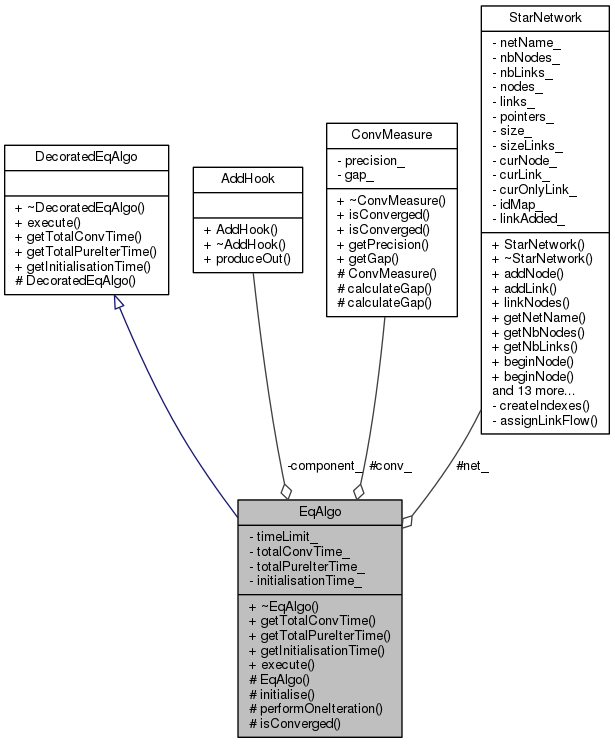 StarNetwork
- netName_
- nbNodes_
- nbLinks_
- nodes_
- links_
- pointers_
- size_
- sizeLinks_
- curNode_
- curLink_
- curOnlyLink_
- idMap_
- linkAdded_
+ StarNetwork()
+ ~StarNetwork()
+ addNode()
+ addLink()
+ linkNodes()
+ getNetName()
+ getNbNodes()
+ getNbLinks()
+ beginNode()
+ beginNode()
and 13 more...
- createIndexes()
- assignLinkFlow()
ConvMeasure
- precision_
- gap_
+ ~ConvMeasure()
+ isConverged()
+ isConverged()
+ getPrecision()
+ getGap()
# ConvMeasure()
# calculateGap()
# calculateGap()
DecoratedEqAlgo
+ ~DecoratedEqAlgo()
+ execute()
+ getTotalConvTime()
+ getTotalPureIterTime()
+ getInitialisationTime()
# DecoratedEqAlgo()
AddHook
+ AddHook()
+ ~AddHook()
+ produceOut()
-component_
#conv_
#net_
EqAlgo
- timeLimit_
- totalConvTime_
- totalPureIterTime_
- initialisationTime_
+ ~EqAlgo()
+ getTotalConvTime()
+ getTotalPureIterTime()
+ getInitialisationTime()
+ execute()
# EqAlgo()
# initialise()
# performOneIteration()
# isConverged()